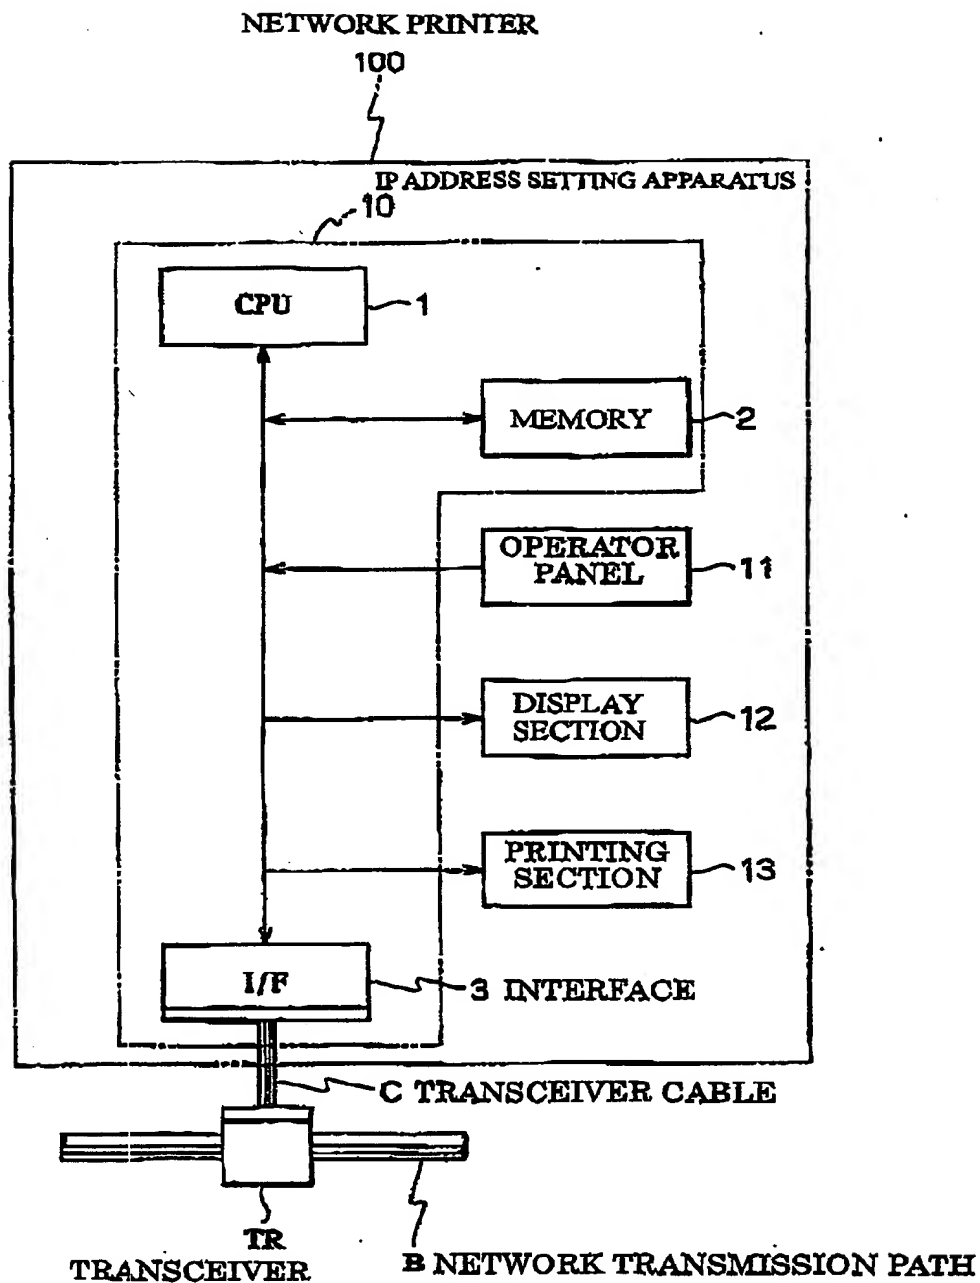 NETWORK PRINTER
100
IP ADDRESS SETTING APPARATUS
10
CPU
1
MEMORY
2
OPERATOR
PANEL
11
DISPLAY
SECTION
12
PRINTING
SECTION
13
I/F
3 INTERFACE
C TRANSCEIVER CABLE
TR
TRANSCEIVER
B NETWORK TRANSMISSION PATH